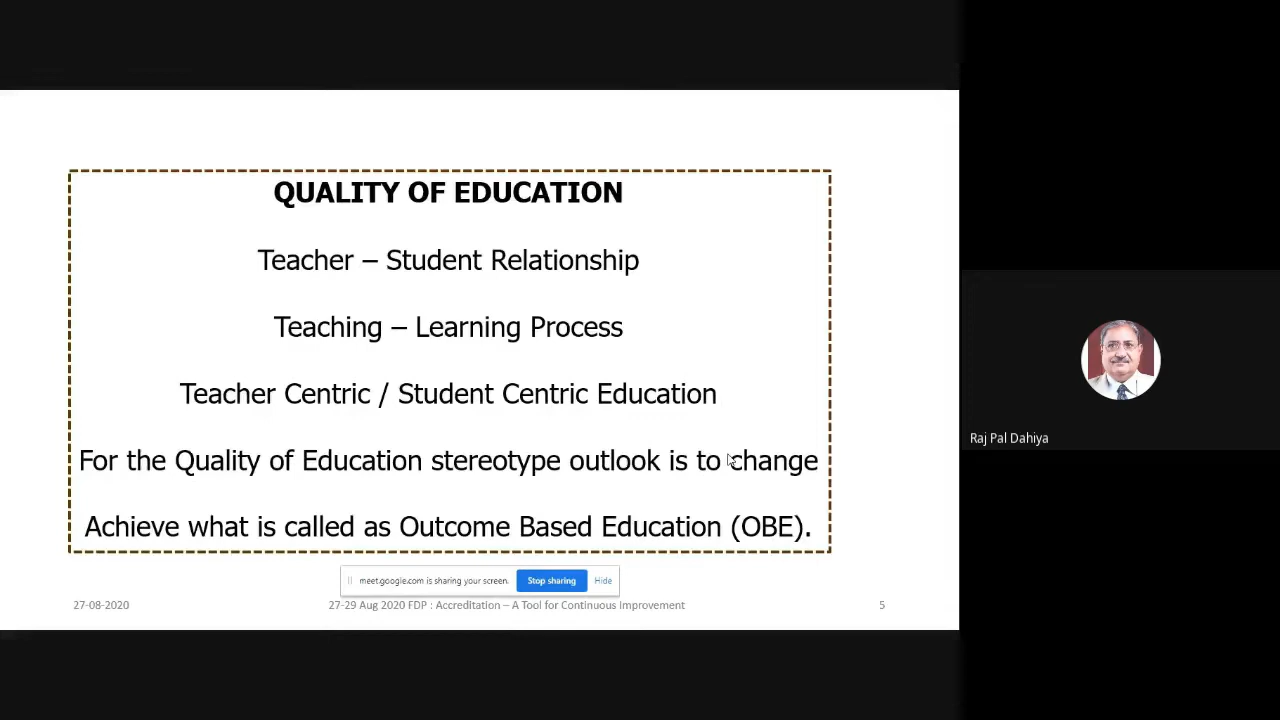 QUALITY OF EDUCATION
Teacher – Student Relationship
Teaching – Learning Process
Teacher Centric / Student Centric Education
For the Quality of Education stereotype outlook is to change
Achieve what is called as Outcome Based Education (OBE).
meet.google.com is sharing your screen. Stop sharing Hide
27-08-2020 27-29 Aug 2020 FDP : Accreditation – A Tool for Continuous Improvement 5
Raj Pal Dahiya